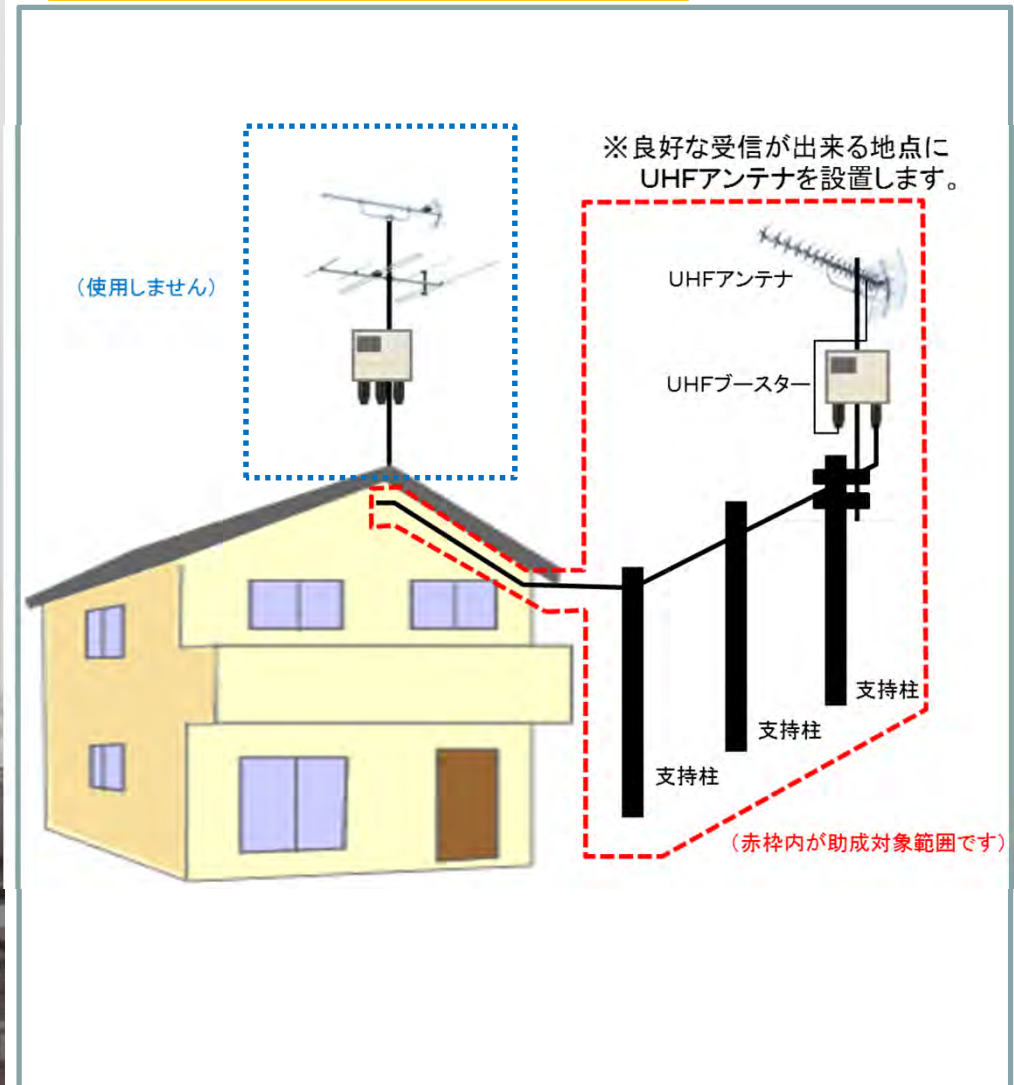 ※良好な受信が出来る地点に
UHFアンテナを設置します。
(使用しません)
UHFアンテナ
UHFブースター
支持柱
支持柱
支持柱
(赤枠内が助成対象範囲です)